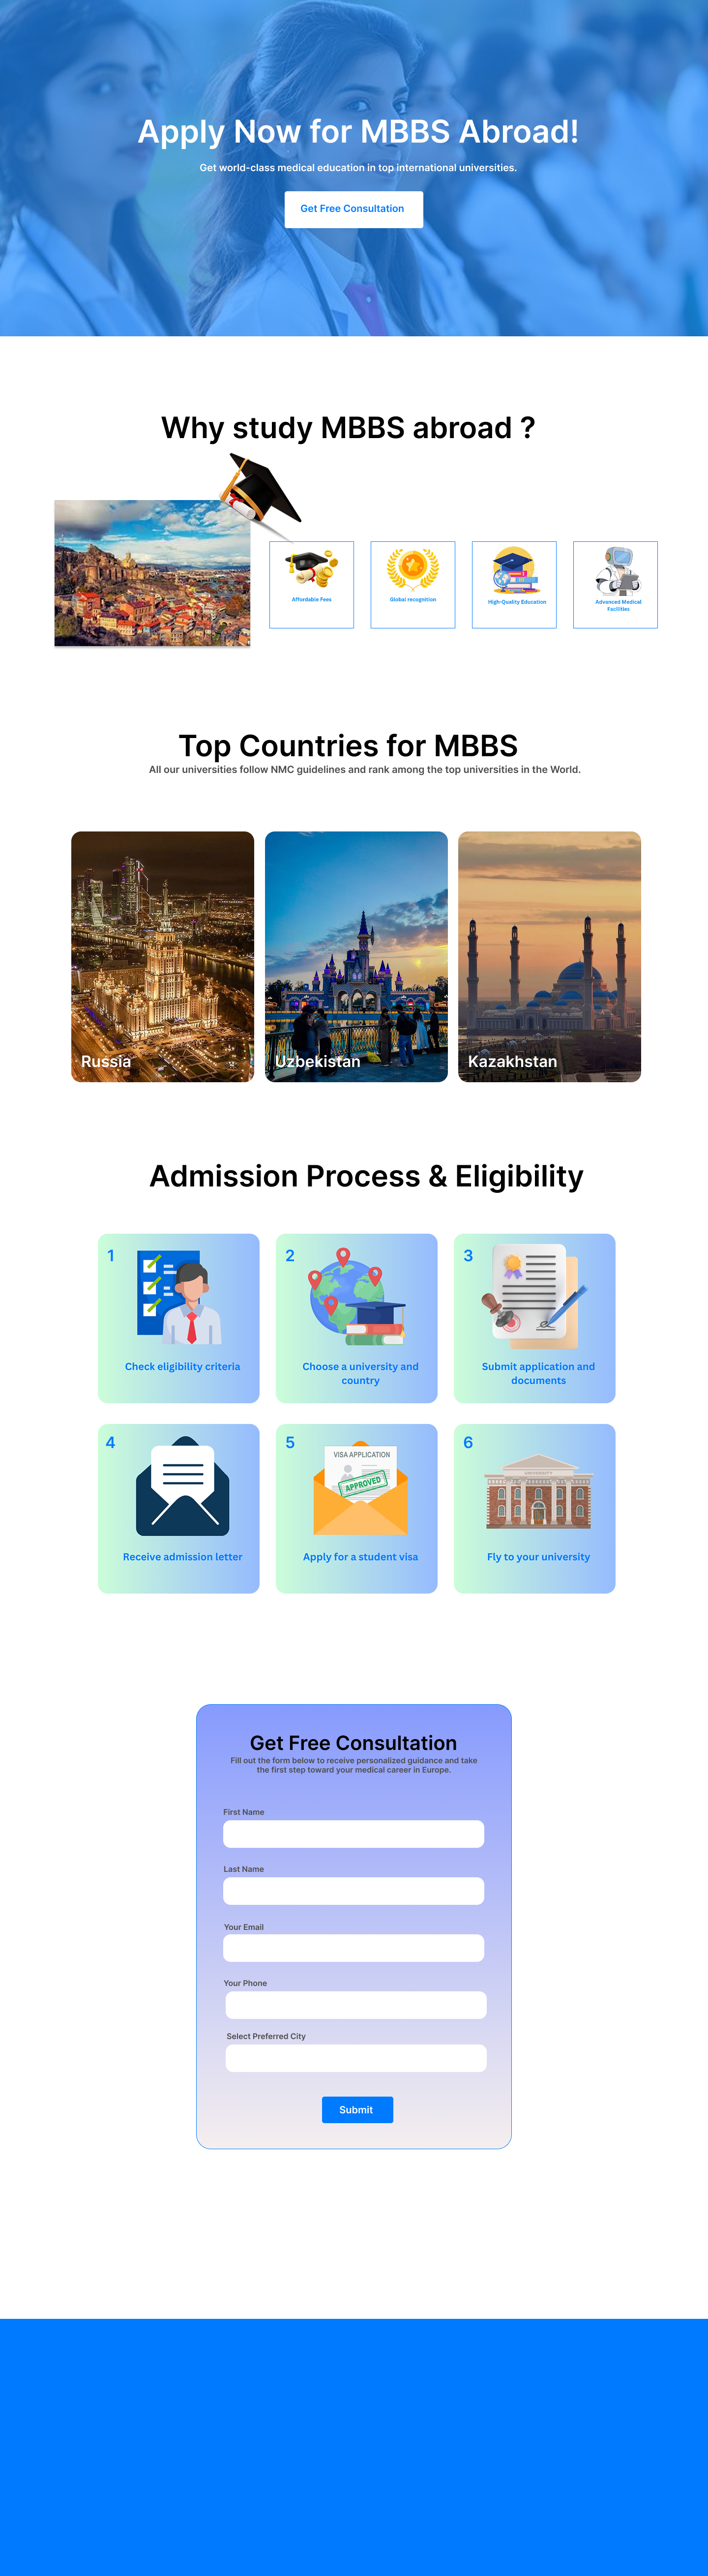 Apply Now for MBBS Abroad!
Get world-class medical education in top international universities.
Get Free Consultation
Why study MBBS abroad ?
Affordable Fees
Global recognition
High-Quality Education
Advanced Medical
Facilities
Top Countries for MBBS
All our universities follow NMC guidelines and rank among the top universities in the World.
Russia
Uzbekistan
Kazakhstan
Admission Process & Eligibility
1
Check eligibility criteria
2
Choose a university and
country
3
Submit application and
documents
4
Receive admission letter
5
VISA APPLICATION
APPROVED
Apply for a student visa
6
UNIVERSITY
Fly to your university
Get Free Consultation
Fill out the form below to receive personalized guidance and take
the first step toward your medical career in Europe.
First Name
Last Name
Your Email
Your Phone
Select Preferred City
Submit